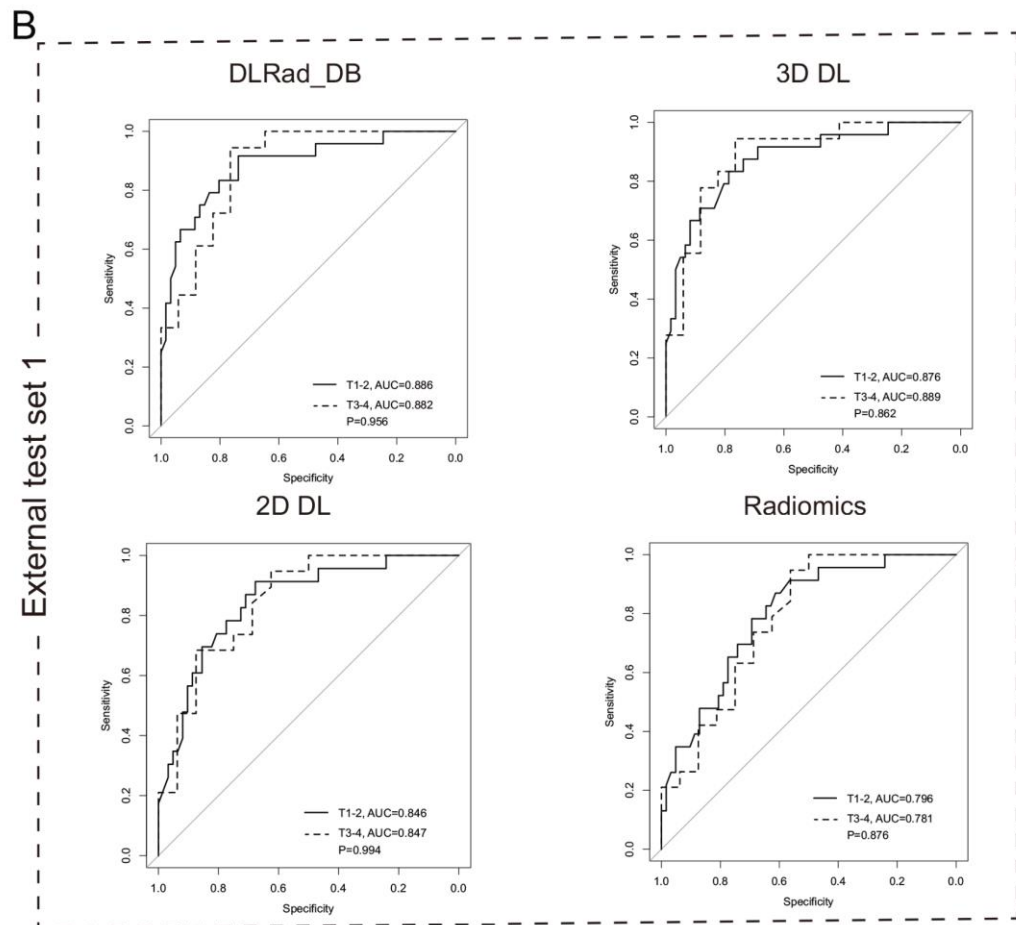 B
External test set 1
DLRad_DB
1.0
0.8
0.6
0.4
0.2
0.0
Sensitivity
T1-2, AUC=0.886
T3-4, AUC=0.882
P=0.956
1.0 0.8 0.6 0.4 0.2 0.0
Specificity
3D DL
1.0
0.8
0.6
0.4
0.2
0.0
Sensitivity
T1-2, AUC=0.876
T3-4, AUC=0.889
P=0.862
1.0 0.8 0.6 0.4 0.2 0.0
Specificity
2D DL
1.0
0.8
0.6
0.4
0.2
0.0
Sensitivity
T1-2, AUC=0.846
T3-4, AUC=0.847
P=0.994
1.0 0.8 0.6 0.4 0.2 0.0
Specificity
Radiomics
1.0
0.8
0.6
0.4
0.2
0.0
Sensitivity
T1-2, AUC=0.796
T3-4, AUC=0.781
P=0.876
1.0 0.8 0.6 0.4 0.2 0.0
Specificity